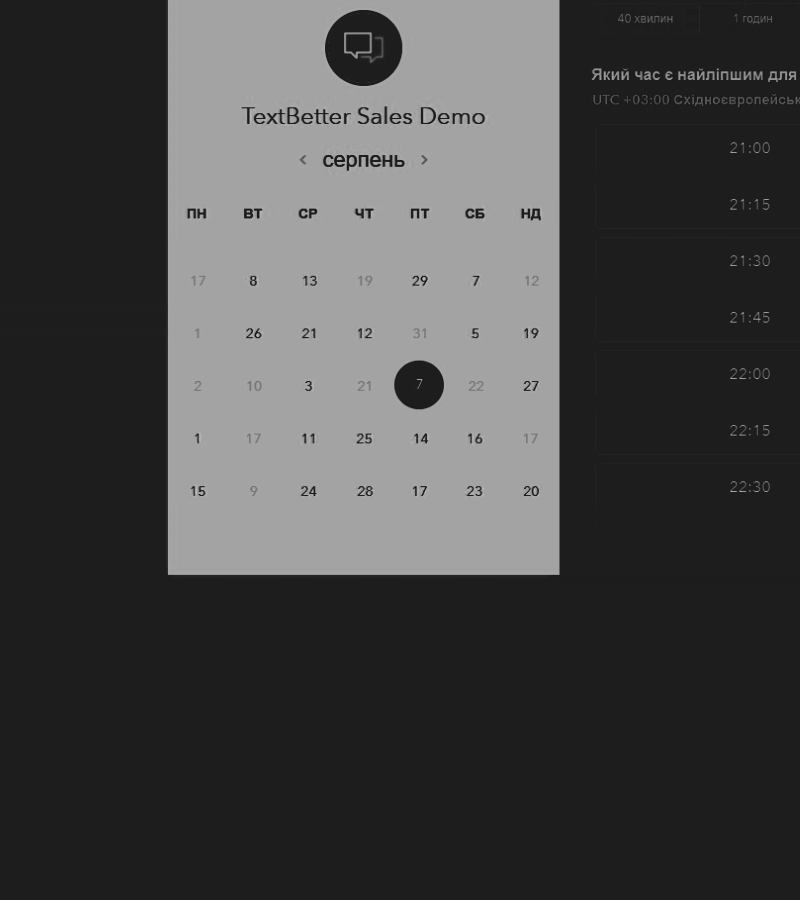 TextBetter Sales Demo
< серпень >
ПН ВТ СР ЧТ ПТ СБ НД
17 8 13 19 29 7 12
1 26 21 12 31 5 19
2 10 3 21 7 22 27
1 17 11 25 14 16 17
15 9 24 28 17 23 20
40 хвилин 1 годин
Який час є найліпшим для
UTC +03:00 Східноєвропейськ
21:00
21:15
21:30
21:45
22:00
22:15
22:30